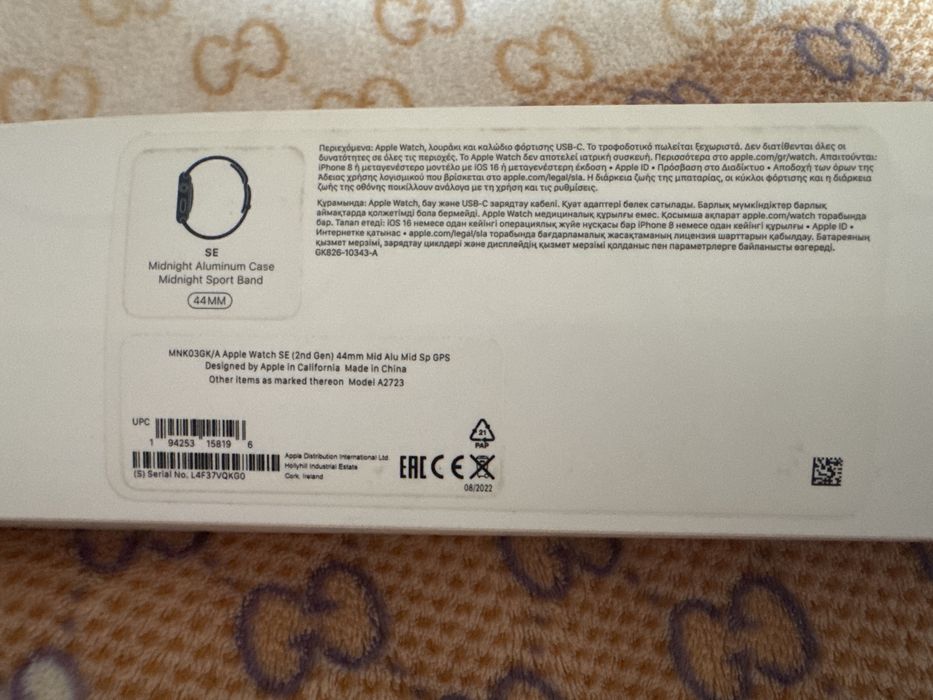 SE
Midnight Aluminum Case
Midnight Sport Band
44MM
Περιεχόμενα: Apple Watch, λουράκι και καλώδιο φόρτισης USB-C. Το τροφοδοτικό πωλείται ξεχωριστά. Δεν διατίθενται όλες οι
δυνατότητες σε όλες τις περιοχές. Το Apple Watch δεν αποτελεί ιατρική συσκευή. Περισσότερα στο apple.com/gr/watch. Απαιτούνται:
iPhone 8 ή μεταγενέστερο μοντέλο με iOS 16 ή μεταγενέστερη έκδοση • Apple ID • Πρόσβαση στο Διαδίκτυο • Αποδοχή των όρων της
Άδειας χρήσης λογισμικού που βρίσκεται στο apple.com/legal/sla. Η διάρκεια ζωής της μπαταρίας, οι κύκλοι φόρτισης και η διάρκεια
ζωής της οθόνης ποικίλλουν ανάλογα με τη χρήση και τις ρυθμίσεις.
Құрамында: Apple Watch, бау және USB-C зарядтау кабелі. Қуат адаптері бөлек сатылады. Барлық мүмкіндіктер барлық
аймақтарда қолжетімді бола бермейді. Apple Watch медициналық құрылғы емес. Қосымша ақпарат apple.com/watch торабында
бар. Талап етеді: iOS 16 немесе одан кейінгі операциялық жүйе нұсқасы бар iPhone 8 немесе одан кейінгі құрылғы • Apple ID •
Интернетке қатынас • apple.com/legal/sla торабында бағдарламалық жасақтаманың лицензия шарттарын қабылдау. Батареяның
қызмет мерзімі, зарядтау циклдері және дисплейдің қызмет мерзімі қолданыс пен параметрлерге байланысты өзгереді.
GK826-10343-A
MNK03GK/A Apple Watch SE (2nd Gen) 44mm Mid Alu Mid Sp GPS
Designed by Apple in California Made in China
Other items as marked thereon Model A2723
UPC
1 94253 15819 6
(S) Serial No. L4F37VQKG0
Apple Distribution International Ltd.
Hollyhill Industrial Estate
Cork, Ireland
21
PAP
EAC CE
08/2022